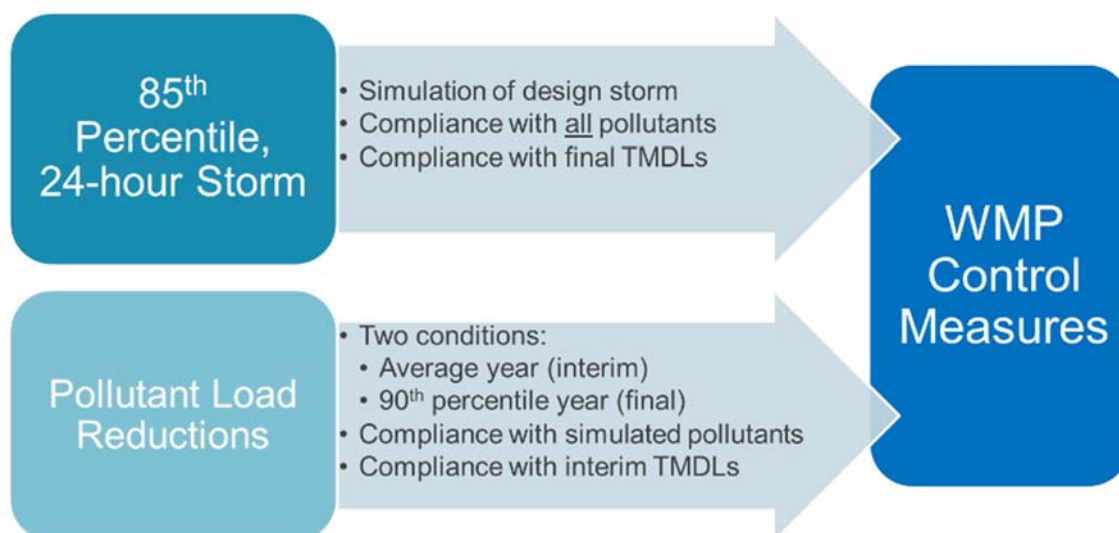 85th
Percentile,
24-hour Storm
• Simulation of design storm
• Compliance with all pollutants
• Compliance with final TMDLs
Pollutant Load
Reductions
• Two conditions:
• Average year (interim)
• 90th percentile year (final)
• Compliance with simulated pollutants
• Compliance with interim TMDLs
WMP
Control
Measures